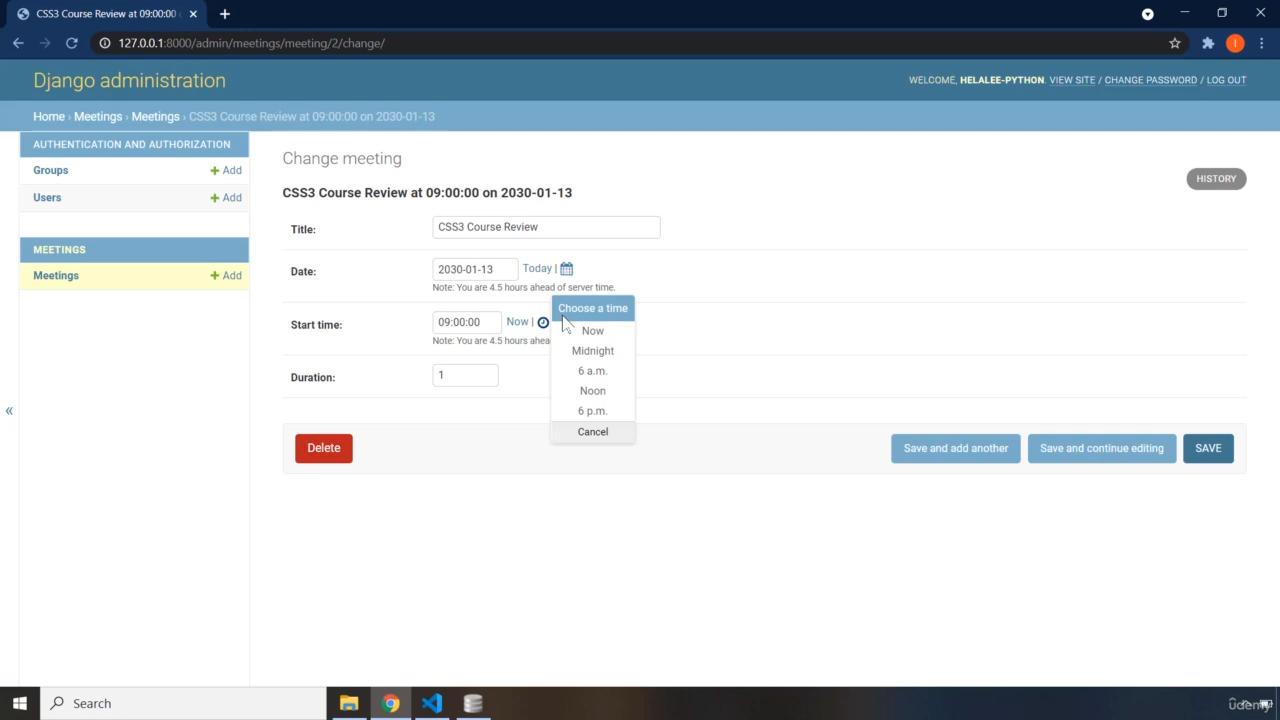 CSS3 Course Review at 09:00:00
127.0.0.1:8000/admin/meetings/meeting/2/change/
Django administration
WELCOME, HELALEE-PYTHON. VIEW SITE / CHANGE PASSWORD / LOG OUT
Home › Meetings › Meetings › CSS3 Course Review at 09:00:00 on 2030-01-13
AUTHENTICATION AND AUTHORIZATION
Groups
+ Add
Users
+ Add
MEETINGS
Meetings
+ Add
«
Change meeting
HISTORY
CSS3 Course Review at 09:00:00 on 2030-01-13
Title:
CSS3 Course Review
Date:
2030-01-13
Today |
Note: You are 4.5 hours ahead of server time.
Start time:
09:00:00
Now |
Note: You are 4.5 hours
Choose a time
Now
Midnight
6 a.m.
Noon
6 p.m.
Cancel
Duration:
1
Delete
Save and add another
Save and continue editing
SAVE
Search
udemy